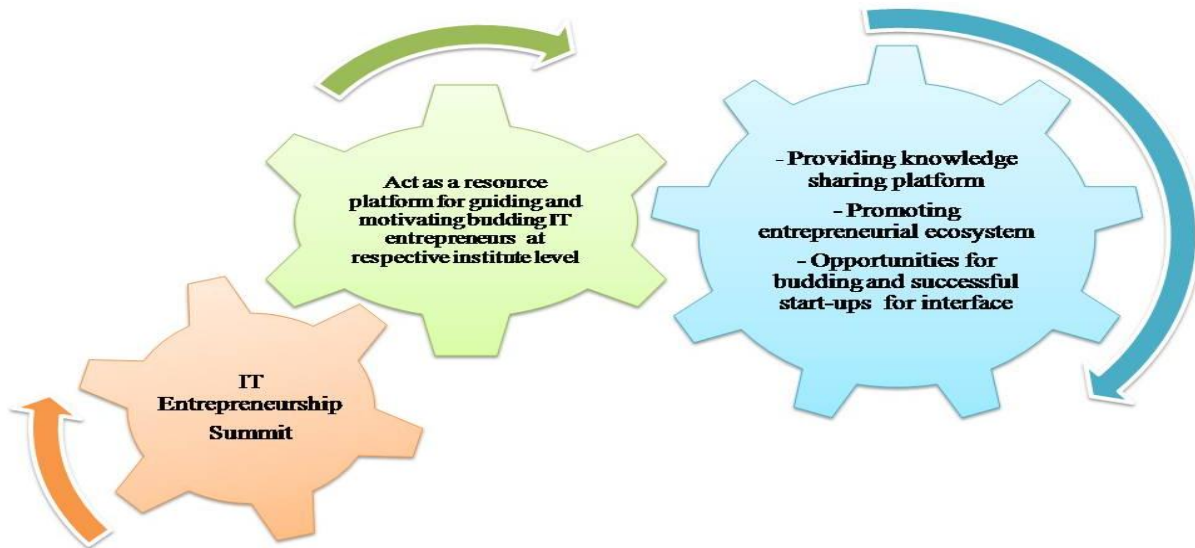 Act as a resource
platform for guiding and
motivating budding IT
entrepreneurs at
respective institute level
- Providing knowledge
sharing platform
- Promoting
entrepreneurial ecosystem
- Opportunities for
budding and successful
start-ups for interface
IT
Entrepreneurship
Summit